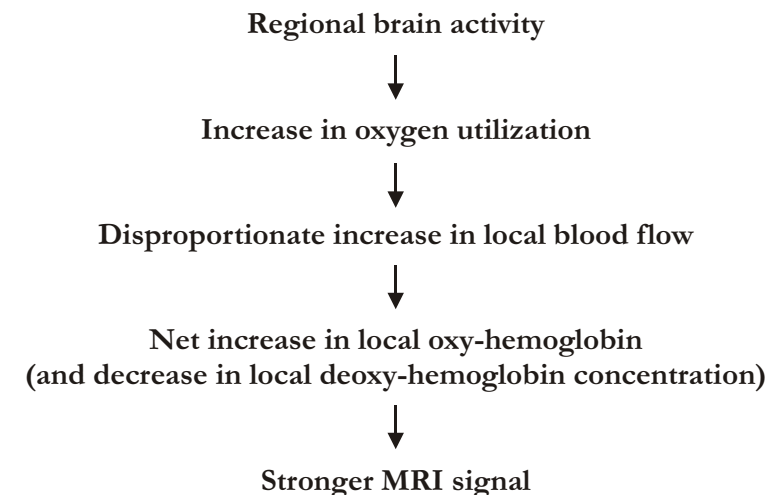 Regional brain activity
Increase in oxygen utilization
Disproportionate increase in local blood flow
Net increase in local oxy-hemoglobin
(and decrease in local deoxy-hemoglobin concentration)
Stronger MRI signal